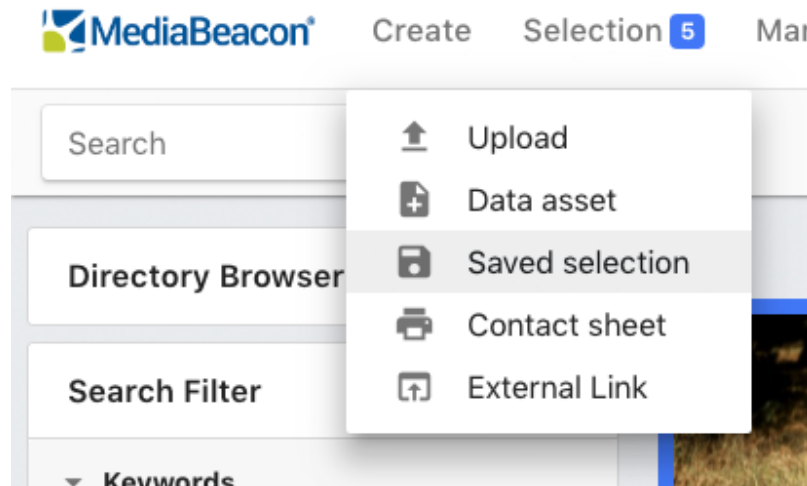 MediaBeacon® Create Selection 5
Search
Upload
Data asset
Saved selection
Contact sheet
External Link
Directory Browser
Search Filter
Keywords